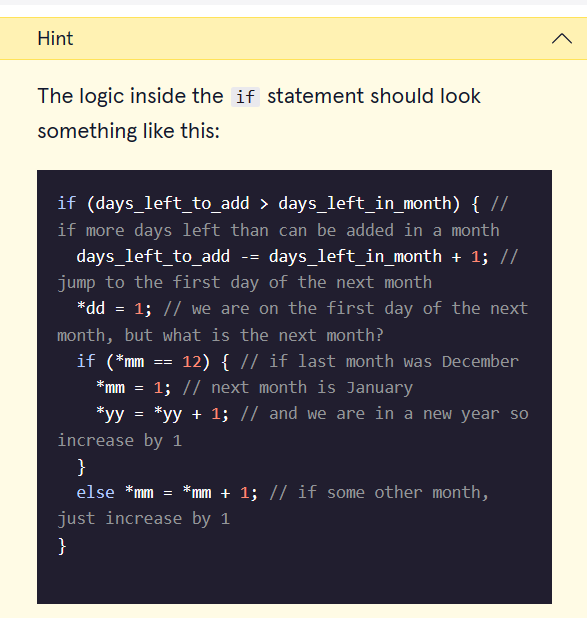 Hint
The logic inside the if statement should look
something like this:
if (days_left_to_add > days_left_in_month) { //
if more days left than can be added in a month
  days_left_to_add -= days_left_in_month + 1; //
jump to the first day of the next month
  *dd = 1; // we are on the first day of the next
month, but what is the next month?
  if (*mm == 12) { // if last month was December
    *mm = 1; // next month is January
    *yy = *yy + 1; // and we are in a new year so
increase by 1
  }
  else *mm = *mm + 1; // if some other month,
just increase by 1
}